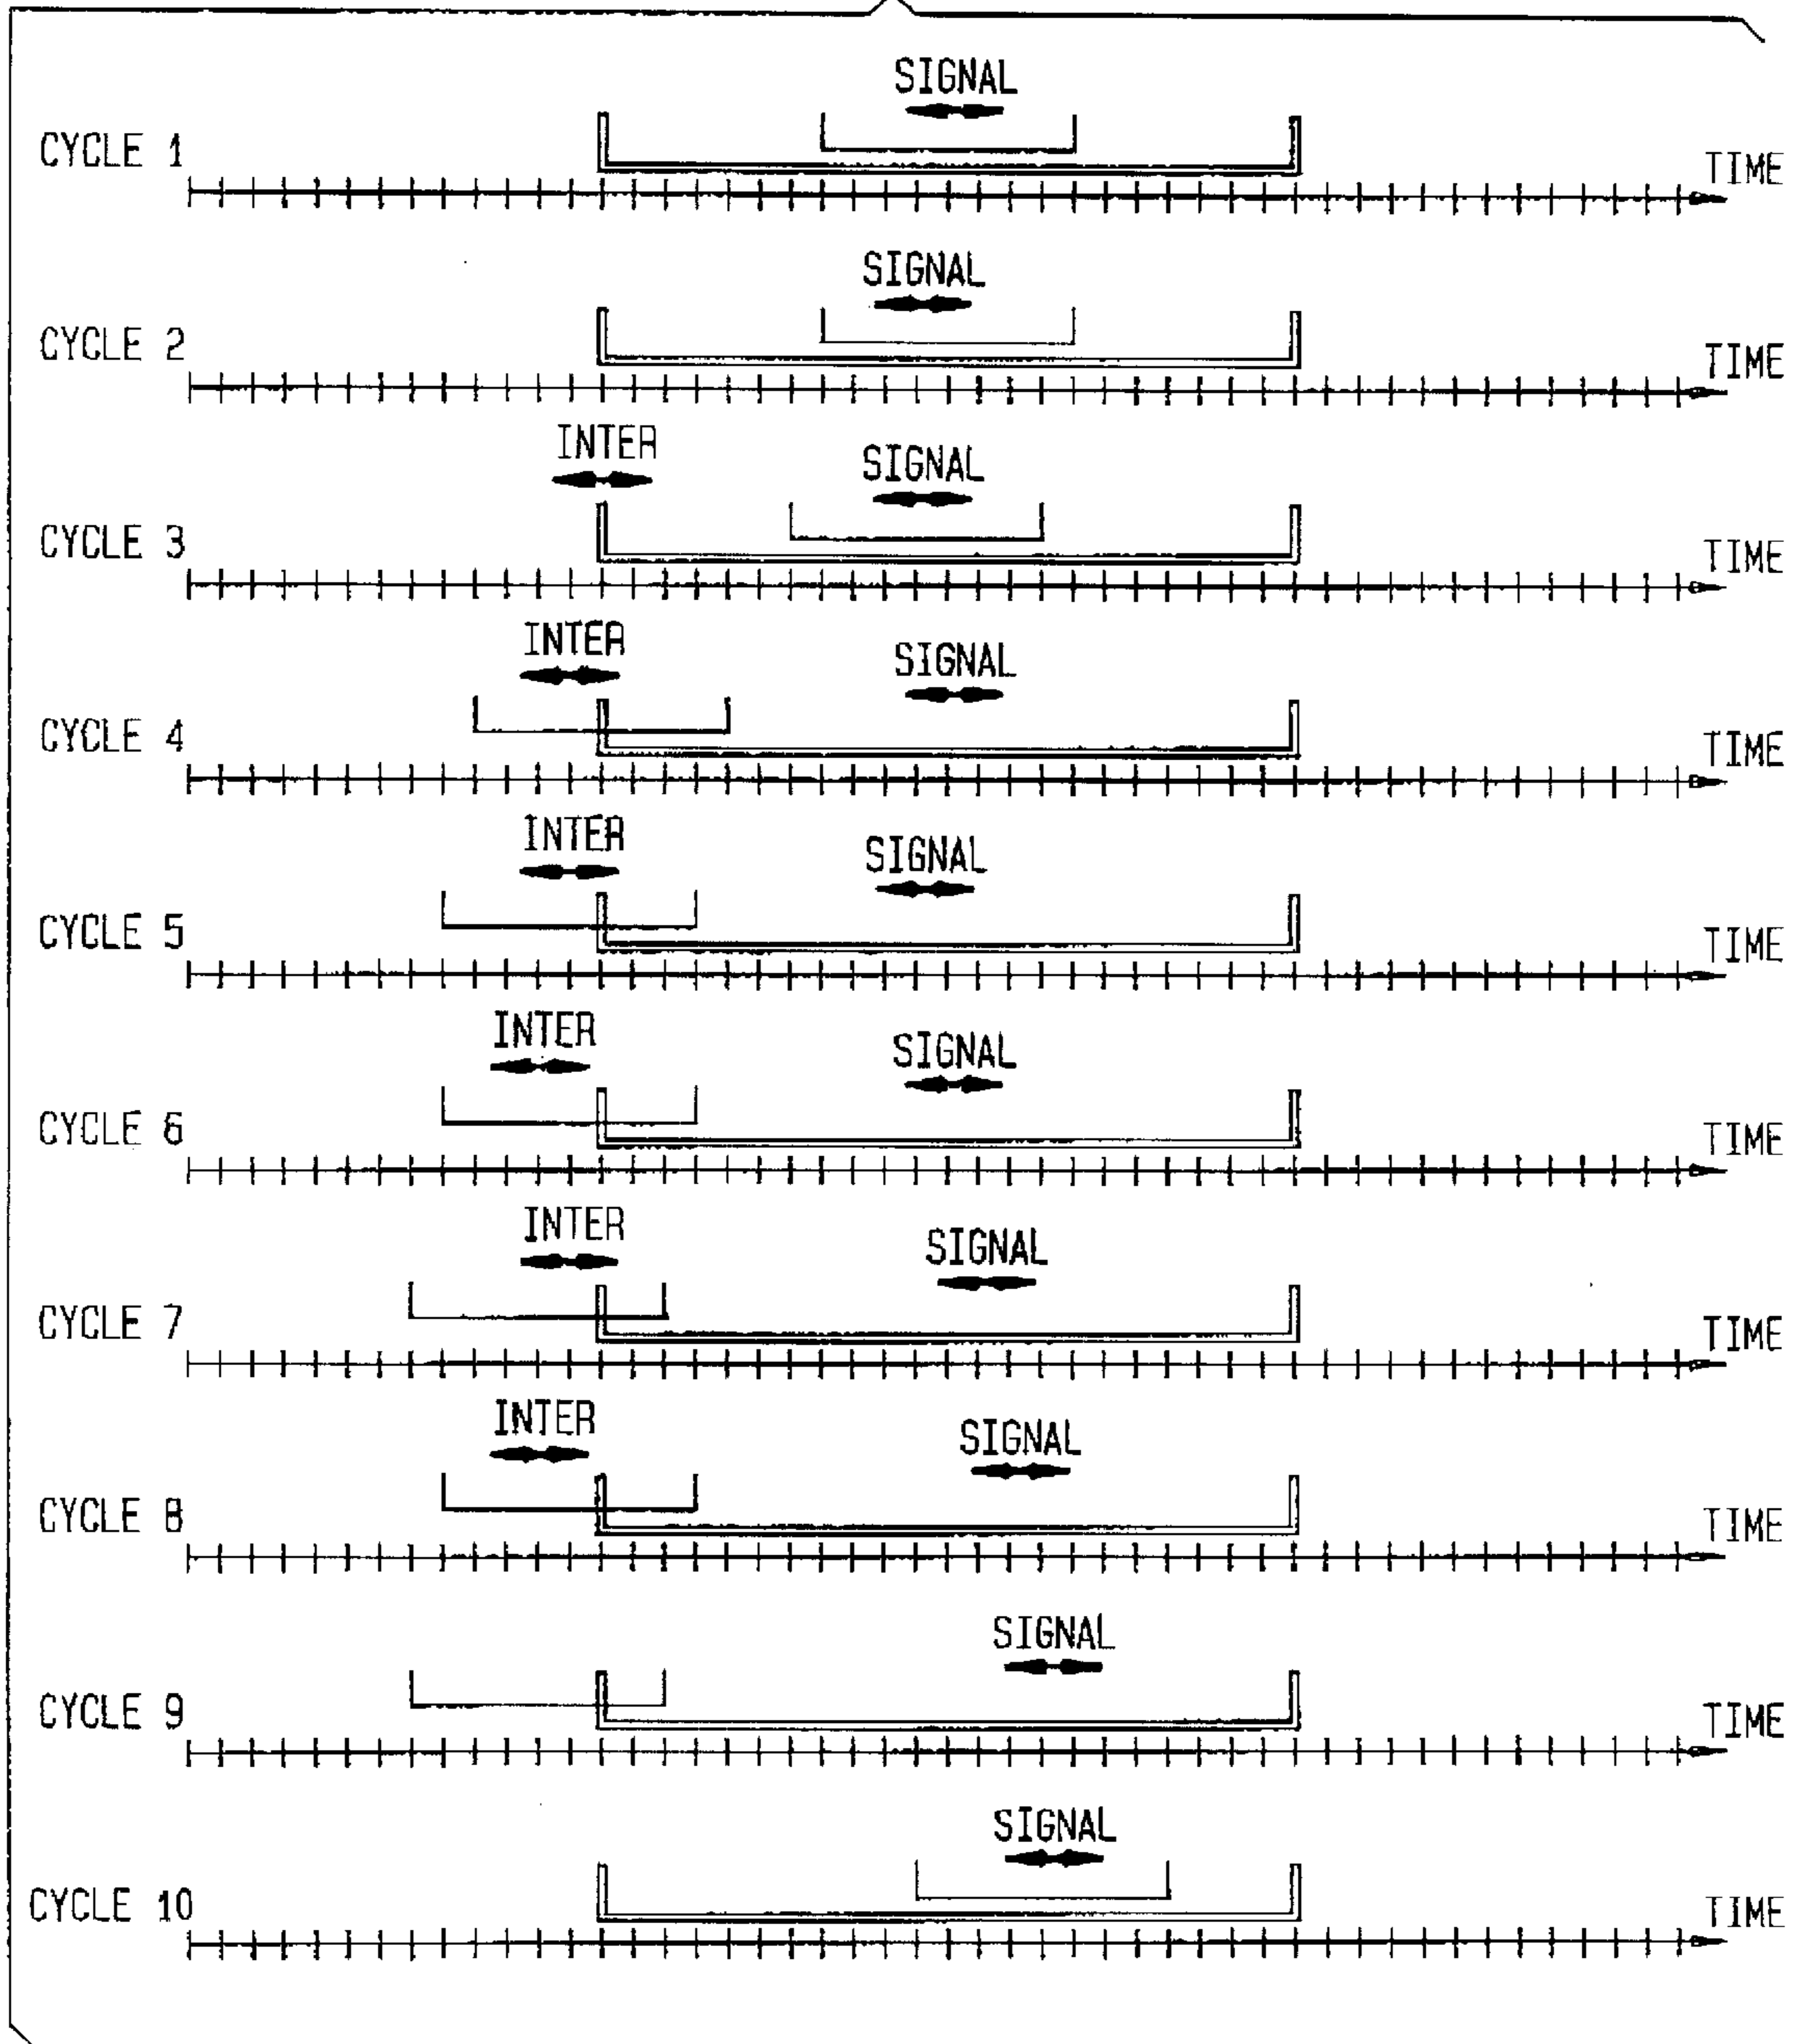 SIGNAL
CYCLE 1
TIME
SIGNAL
CYCLE 2
TIME
INTER
SIGNAL
CYCLE 3
TIME
INTER
SIGNAL
CYCLE 4
TIME
INTER
SIGNAL
CYCLE 5
TIME
INTER
SIGNAL
CYCLE 6
TIME
INTER
SIGNAL
CYCLE 7
TIME
INTER
SIGNAL
CYCLE 8
TIME
SIGNAL
CYCLE 9
TIME
SIGNAL
CYCLE 10
TIME